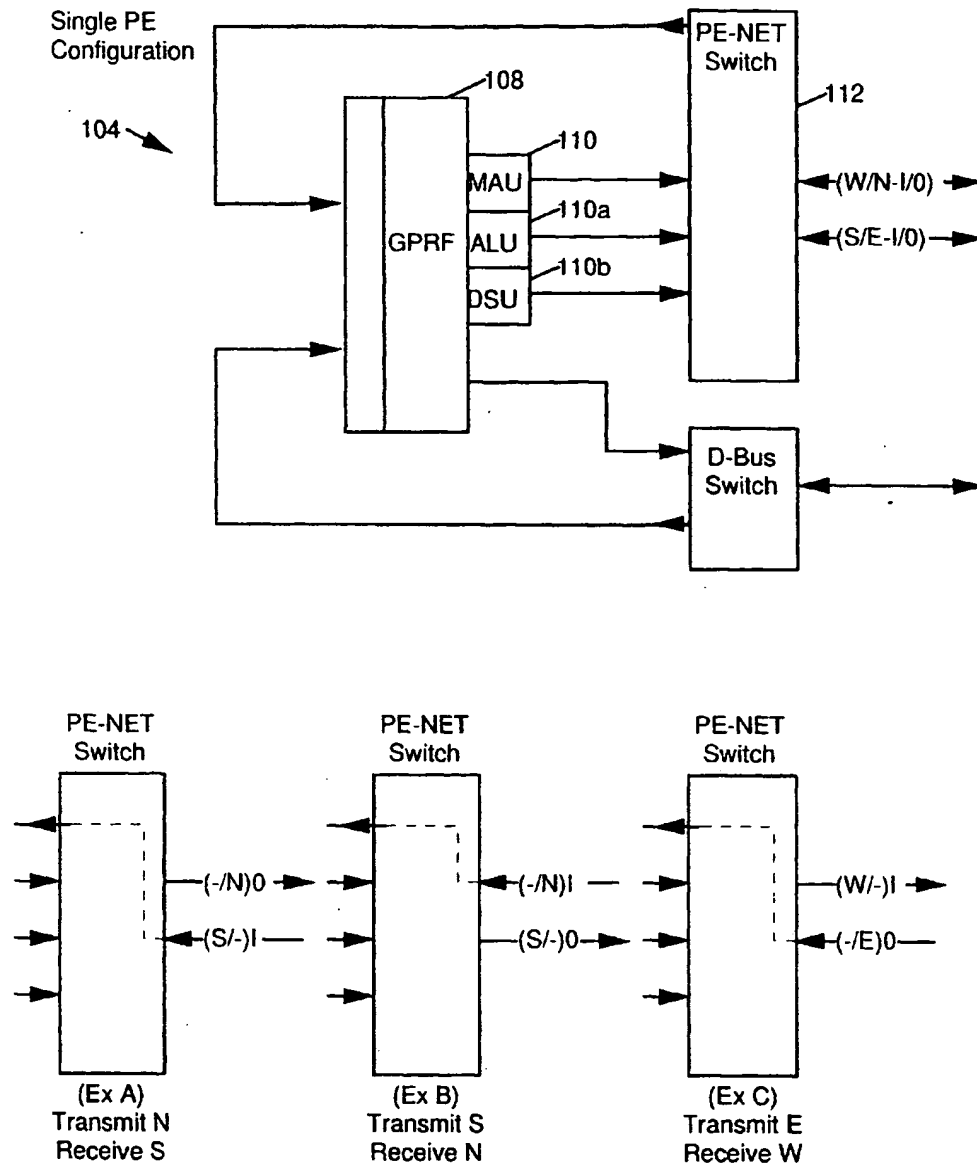 Single PE
Configuration
104
108
GPRF
110
MAU
110a
ALU
110b
DSU
PE-NET
Switch
112
(W/N-I/0)
(S/E-I/0)
D-Bus
Switch
PE-NET
Switch
(-/N)0
(S/-)I
(Ex A)
Transmit N
Receive S
PE-NET
Switch
(-/N)I
(S/-)0
(Ex B)
Transmit S
Receive N
PE-NET
Switch
(W/-)I
(-/E)0
(Ex C)
Transmit E
Receive W